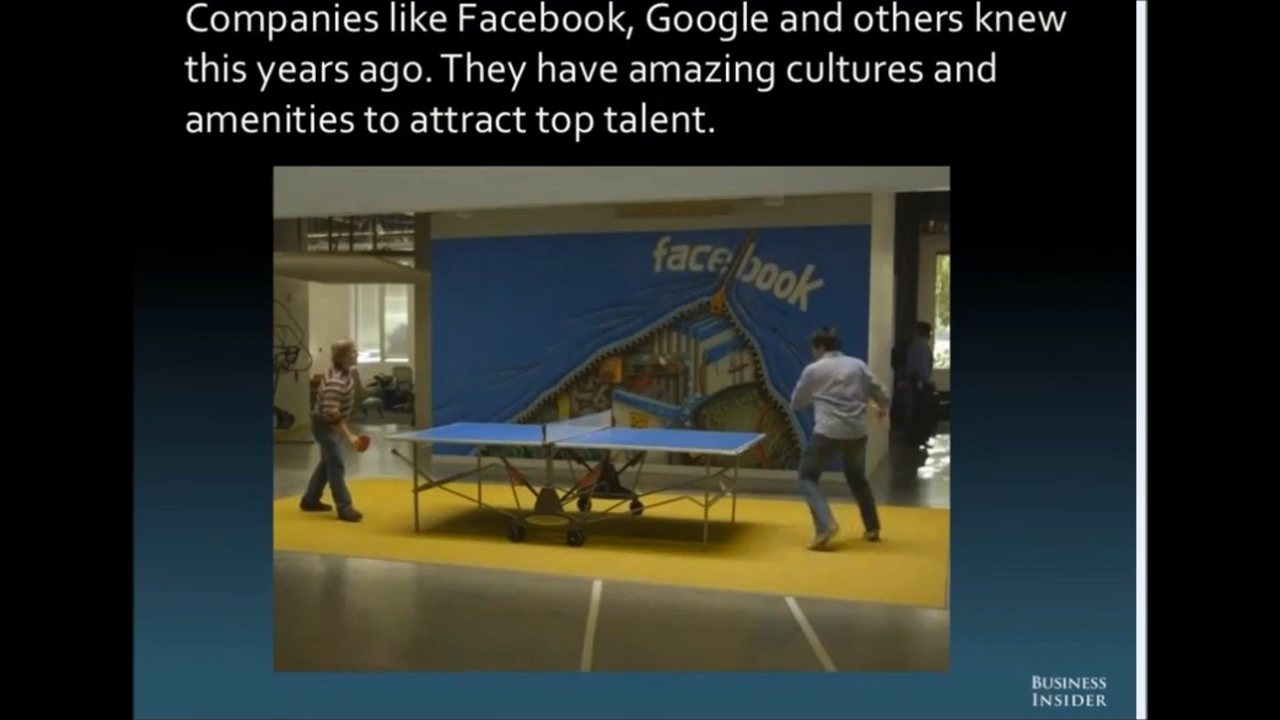 Companies like Facebook, Google and others knew
this years ago. They have amazing cultures and
amenities to attract top talent.
facebook
BUSINESS
INSIDER